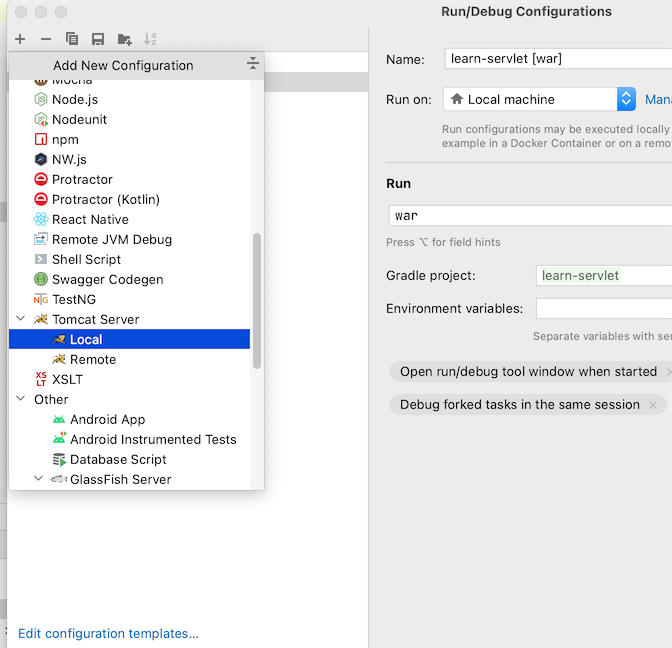 Run/Debug Configurations
Add New Configuration
Mocha
Node.js
Nodeunit
npm
NW.js
Protractor
Protractor (Kotlin)
React Native
Remote JVM Debug
Shell Script
Swagger Codegen
TestNG
Tomcat Server
Local
Remote
XSLT
Other
Android App
Android Instrumented Tests
Database Script
GlassFish Server
Edit configuration templates...
Name: learn-servlet [war]
Run on: Local machine Mana
Run configurations may be executed locally
example in a Docker Container or on a remo
Run
war
Press ⌥ for field hints
Gradle project: learn-servlet
Environment variables:
Separate variables with se
Open run/debug tool window when started ×
Debug forked tasks in the same session ×